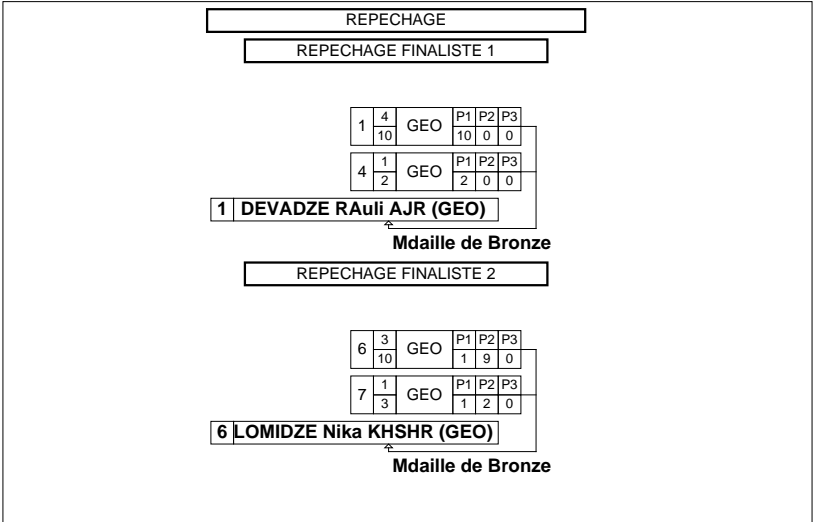 REPECHAGE
REPECHAGE FINALISTE 1
1 4 GEO P1 P2 P3
10 10 0 0
4 1 GEO P1 P2 P3
2 2 0 0
1 DEVADZE RAuli AJR (GEO)
Mdaille de Bronze
REPECHAGE FINALISTE 2
6 3 GEO P1 P2 P3
10 1 9 0
7 1 GEO P1 P2 P3
3 1 2 0
6 LOMIDZE Nika KHSHR (GEO)
Mdaille de Bronze